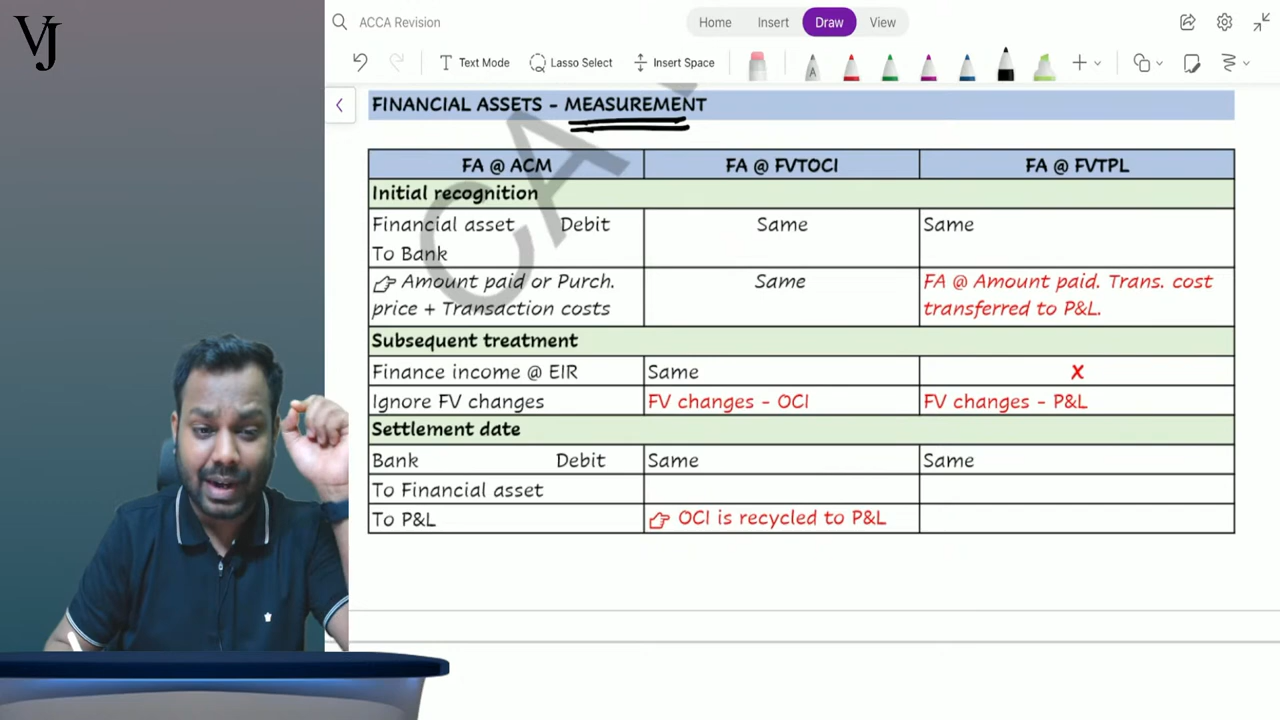 VJ
ACCA Revision
Home Insert Draw View
Text Mode Lasso Select Insert Space
FINANCIAL ASSETS - MEASUREMENT
FA @ ACM FA @ FVTOCI FA @ FVTPL
Initial recognition
Financial asset Debit Same Same
To Bank
Amount paid or Purch. Same FA @ Amount paid. Trans. cost
price + Transaction costs transferred to P&L.
Subsequent treatment
Finance income @ EIR Same X
Ignore FV changes FV changes - OCI FV changes - P&L
Settlement date
Bank Debit Same Same
To Financial asset
To P&L OCI is recycled to P&L
CA